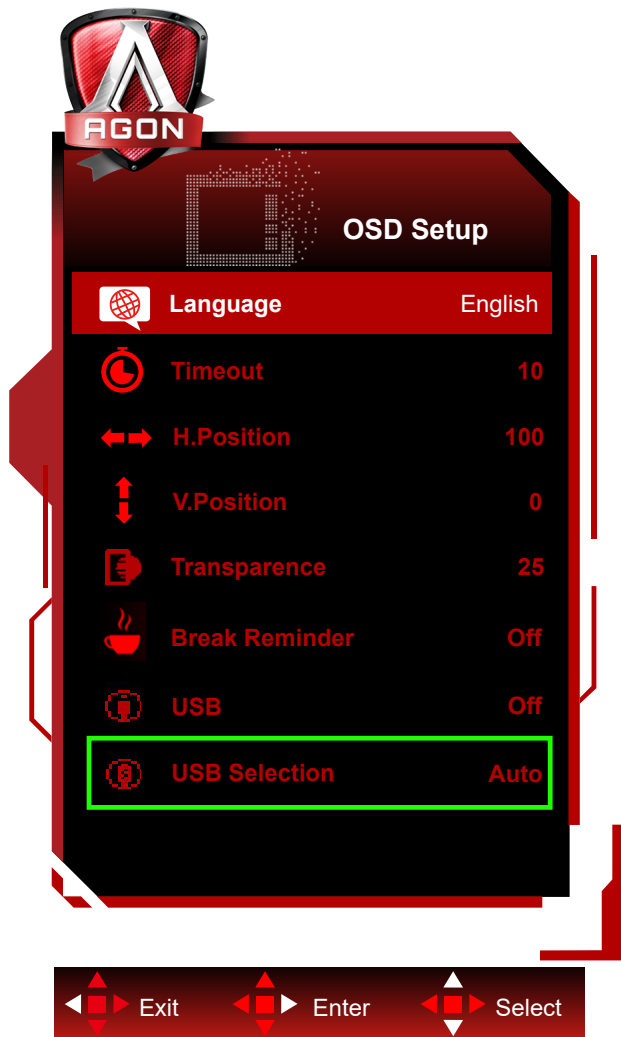 AGON
OSD Setup
Language English
Timeout 10
H.Position 100
V.Position 0
Transparence 25
Break Reminder Off
USB Off
USB Selection Auto
Exit Enter Select